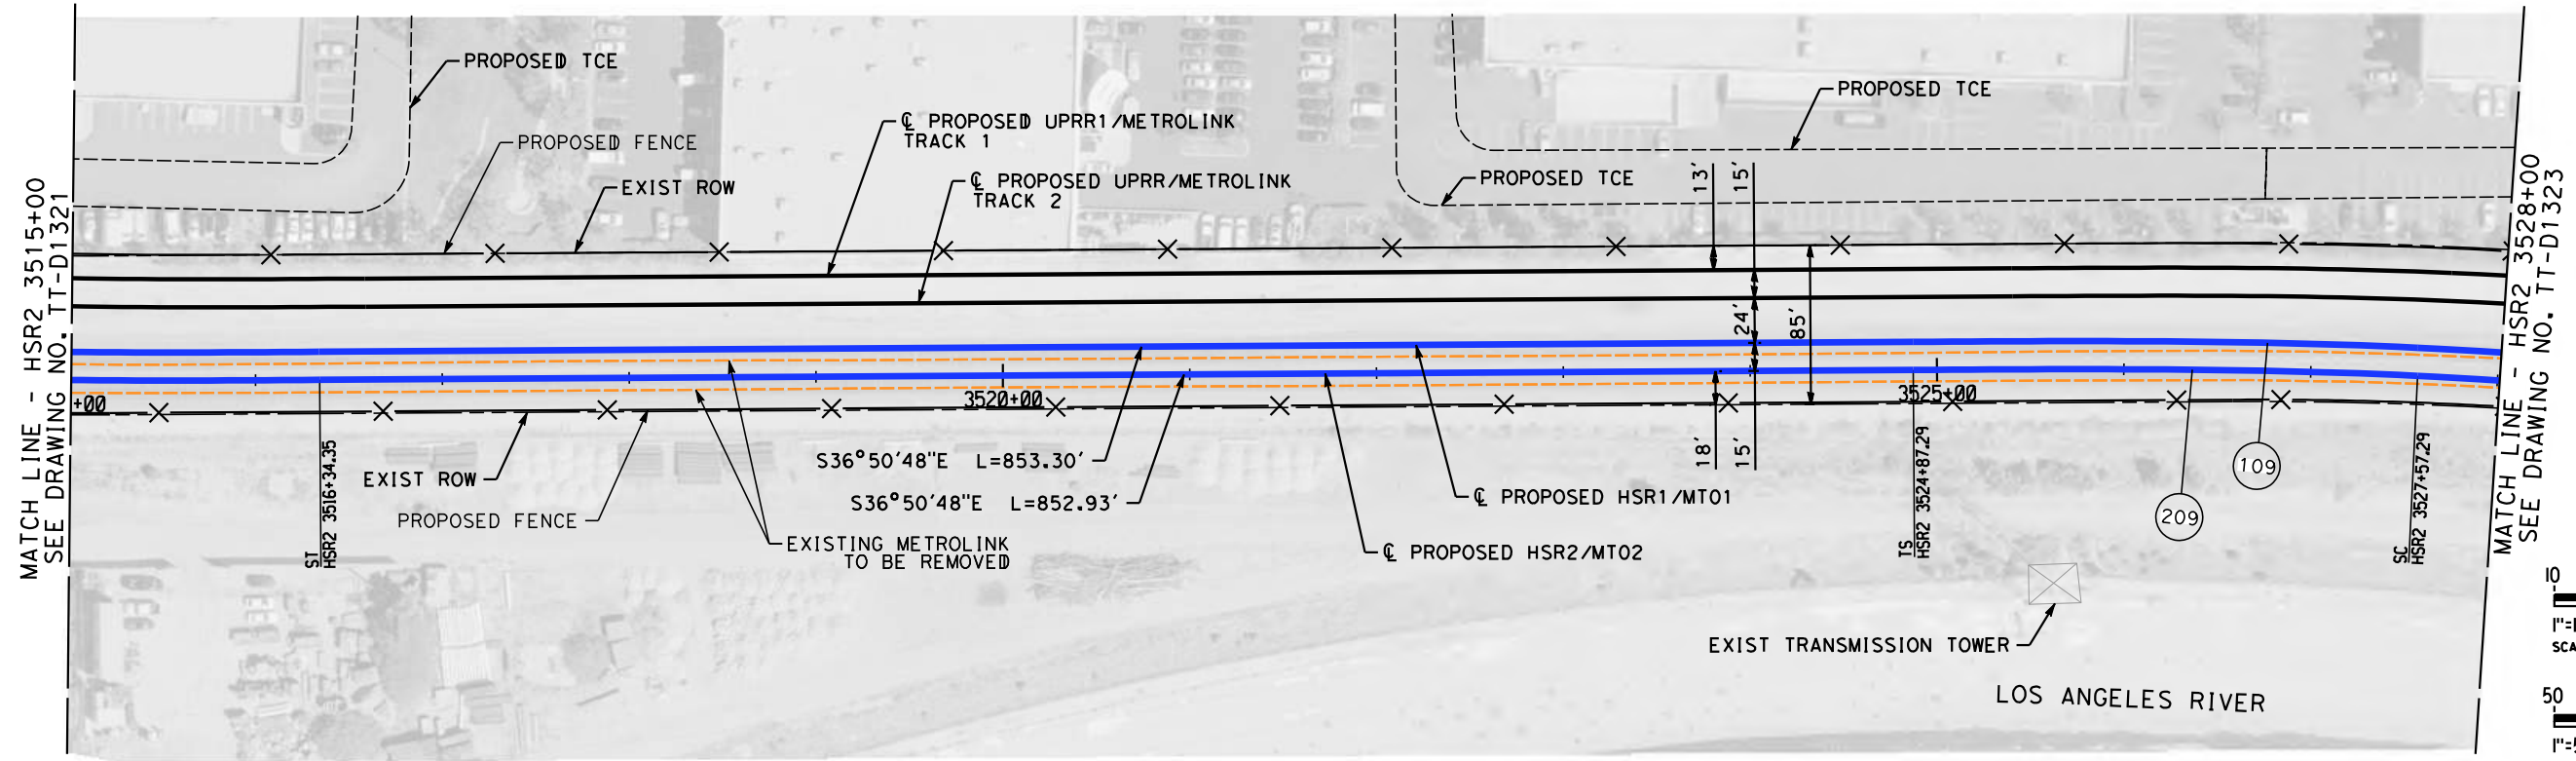 PROPOSED TCE
PROPOSED FENCE
EXIST ROW
℄ PROPOSED UPRR1/METROLINK
TRACK 1
℄ PROPOSED UPRR/METROLINK
TRACK 2
PROPOSED TCE
PROPOSED TCE
13'
15'
24'
85'
18'
15'
MATCH LINE - HSR2 3515+00
SEE DRAWING NO. TT-D1321
MATCH LINE - HSR2 3528+00
SEE DRAWING NO. TT-D1323
+00
3520+00
3525+00
ST
HSR2 3516+34.35
EXIST ROW
PROPOSED FENCE
EXISTING METROLINK
TO BE REMOVED
S36°50'48"E L=853.30'
S36°50'48"E L=852.93'
℄ PROPOSED HSR1/MT01
℄ PROPOSED HSR2/MT02
TS
HSR2 3524+87.29
209
109
SC
HSR2 3527+57.29
EXIST TRANSMISSION TOWER
LOS ANGELES RIVER
10
50